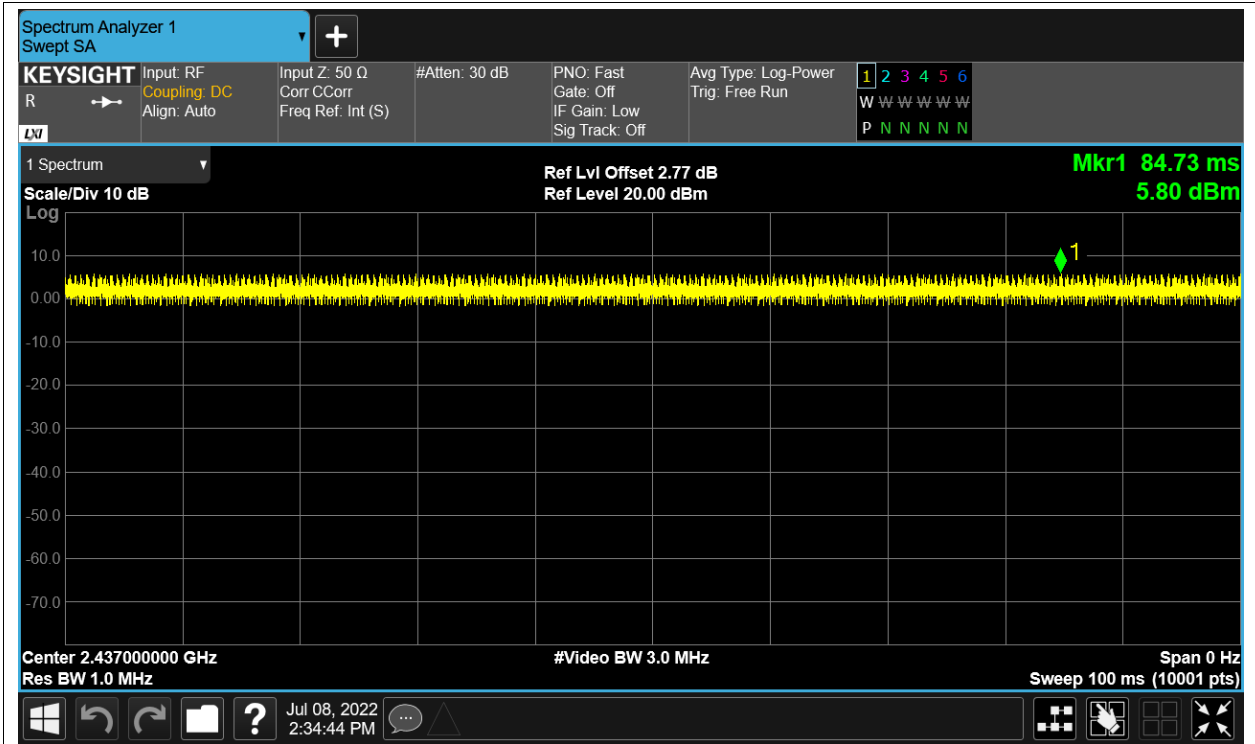 Spectrum Analyzer 1
Swept SA
KEYSIGHT
R
LXI
Input: RF
Coupling: DC
Align: Auto
Input Z: 50 Ω
Corr CCorr
Freq Ref: Int (S)
#Atten: 30 dB
PNO: Fast
Gate: Off
IF Gain: Low
Sig Track: Off
Avg Type: Log-Power
Trig: Free Run
1 2 3 4 5 6
W W W W W W
P N N N N N
1 Spectrum
Scale/Div 10 dB
Ref Lvl Offset 2.77 dB
Ref Level 20.00 dBm
Mkr1 84.73 ms
5.80 dBm
Log
1
10.0
0.00
-10.0
-20.0
-30.0
-40.0
-50.0
-60.0
-70.0
Center 2.437000000 GHz
#Video BW 3.0 MHz
Span 0 Hz
Res BW 1.0 MHz
Sweep 100 ms (10001 pts)
?
Jul 08, 2022
2:34:44 PM